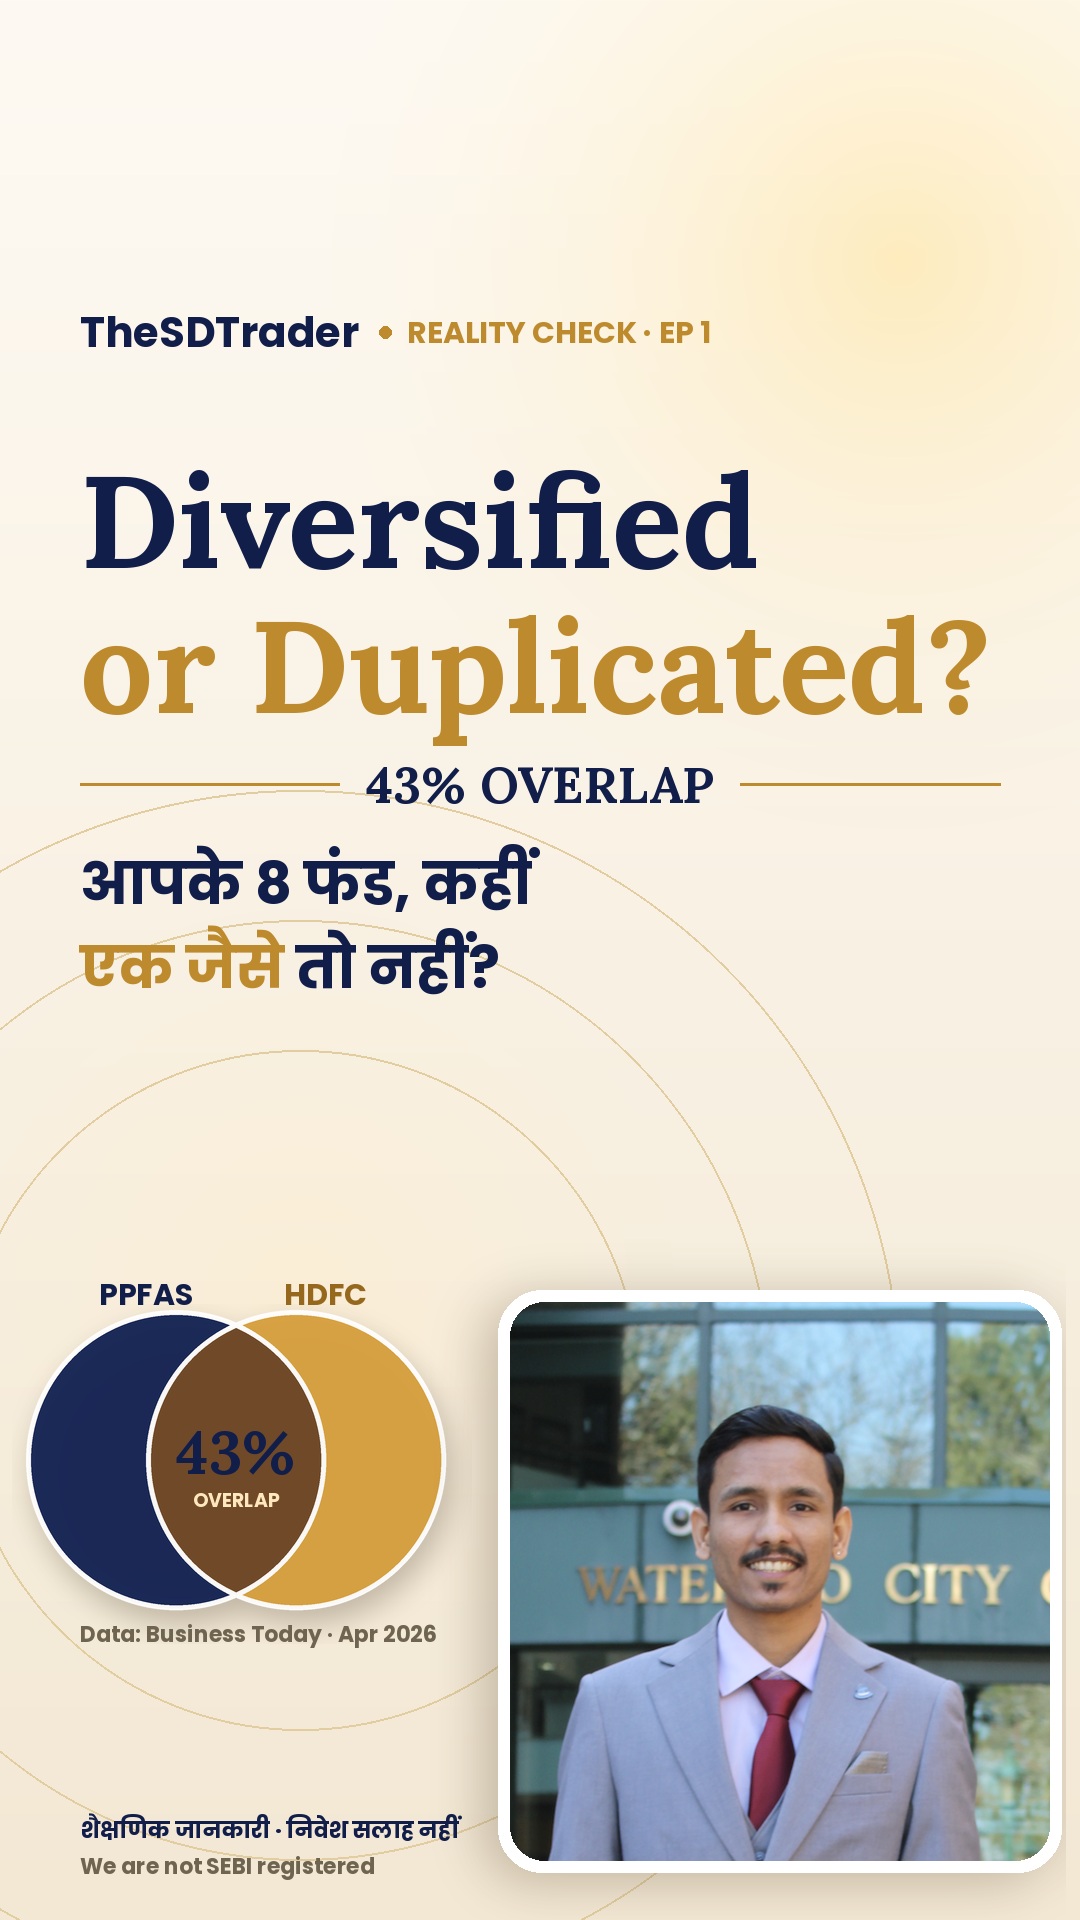 TheSDTrader • REALITY CHECK · EP 1
Diversified
or Duplicated?
43% OVERLAP
आपके 8 फंड, कहीं
एक जैसे तो नहीं?
PPFAS HDFC
43%
OVERLAP
Data: Business Today · Apr 2026
CITY
शैक्षणिक जानकारी · निवेश सलाह नहीं
We are not SEBI registered